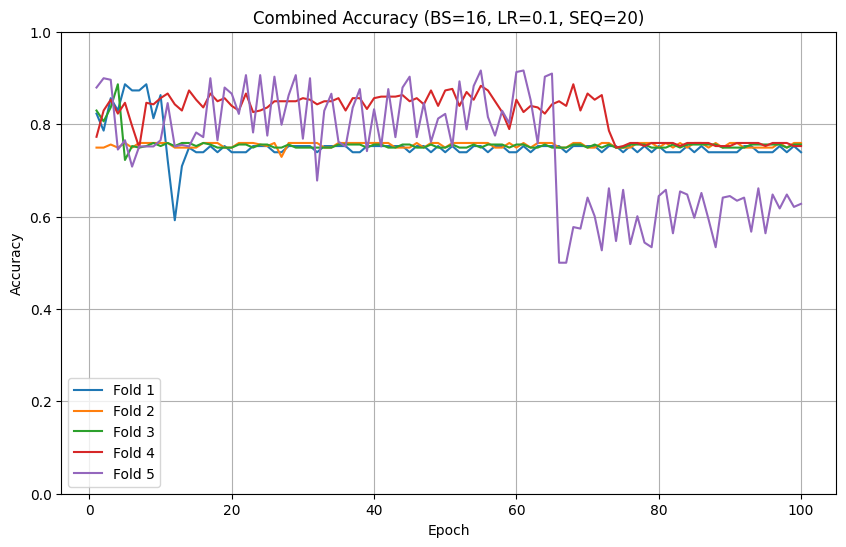 Combined Accuracy (BS=16, LR=0.1, SEQ=20)
1.0
0.8
0.6
0.4
0.2
0.0
Accuracy
Fold 1
Fold 2
Fold 3
Fold 4
Fold 5
0 20 40 60 80 100
Epoch